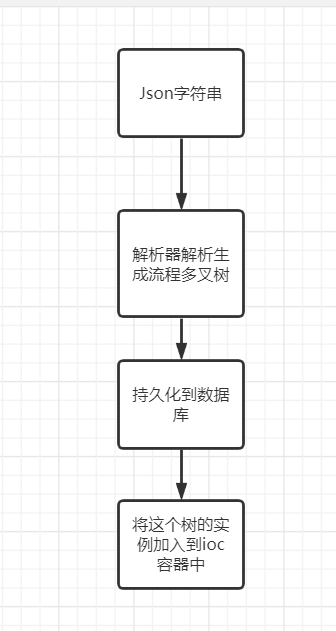 Json字符串
解析器解析生
成流程多叉树
持久化到数据
库
将这个树的实
例加入到ioc
容器中